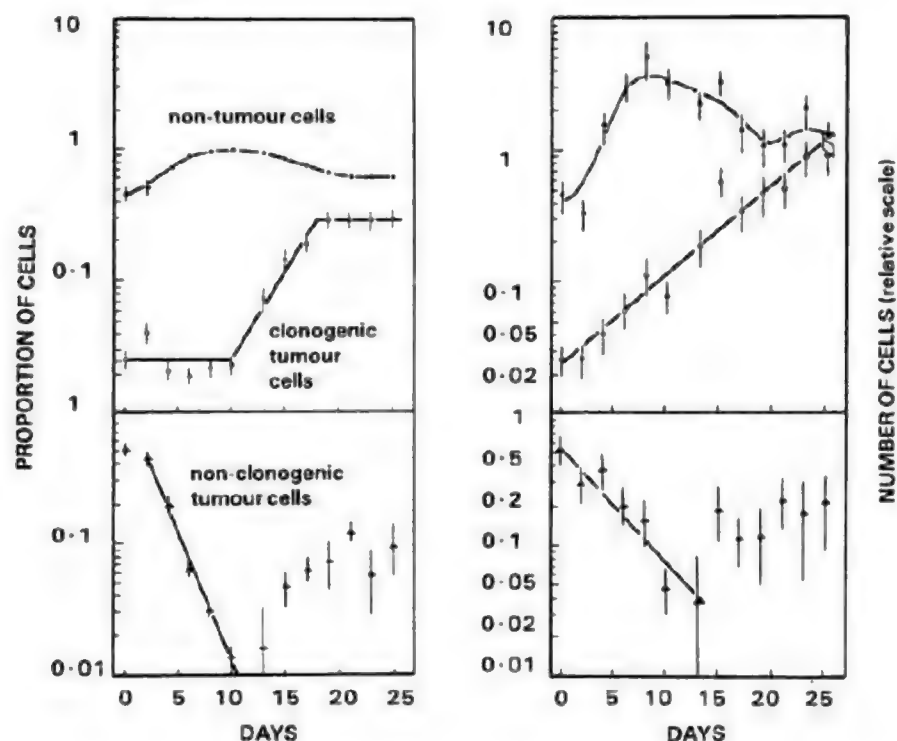 10
1
0·1
1
PROPORTION OF CELLS
non-tumour cells
clonogenic
tumour
cells
0·1
0·01
non-clonogenic
tumour cells
0 5 10 15 20 25
DAYS
10
1
0·1
0·05
0·02
1
0·5
0·2
0·1
0·05
0·02
0·01
0 5 10 15 20 25
DAYS
NUMBER OF CELLS (relative scale)